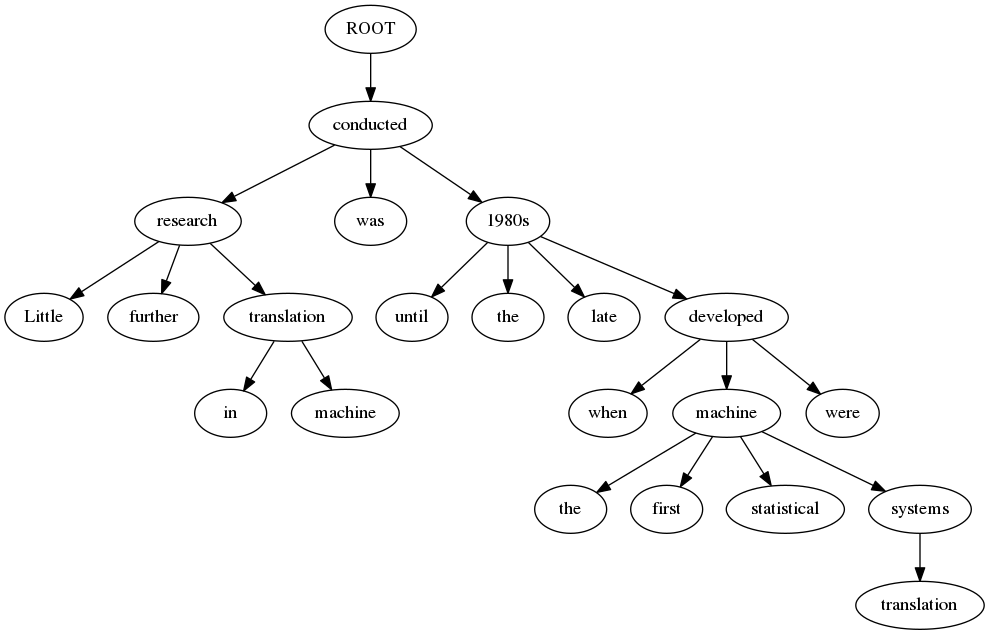 ROOT
conducted
research was 1980s
Little further translation until the late developed
in machine when machine were
the first statistical systems
translation